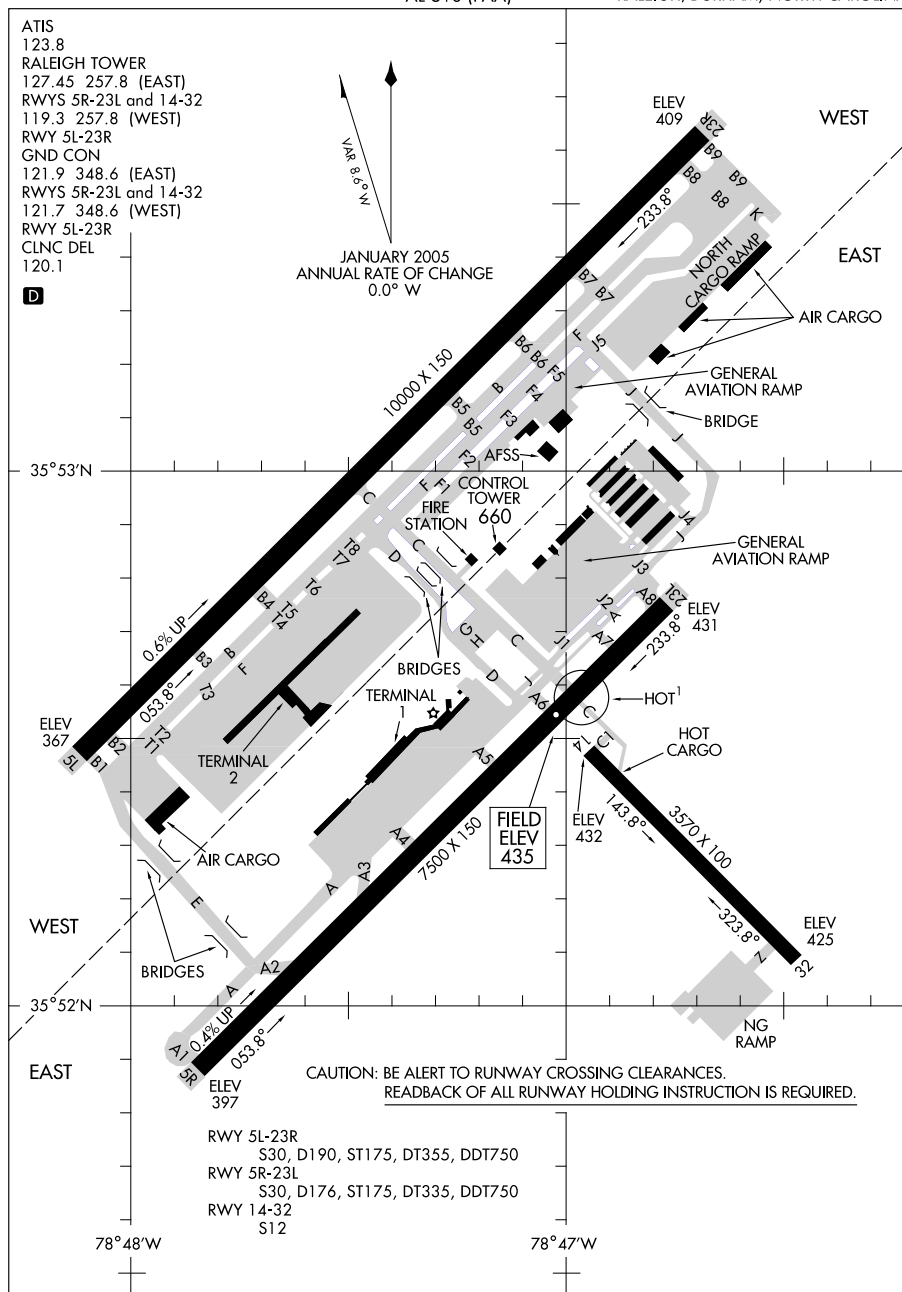 AL-516 (FAA)
ATIS
123.8
RALEIGH TOWER
127.45 257.8 (EAST)
RWYS 5R-23L and 14-32
119.3 257.8 (WEST)
RWY 5L-23R
GND CON
121.9 348.6 (EAST)
RWYS 5R-23L and 14-32
121.7 348.6 (WEST)
RWY 5L-23R
CLNC DEL
120.1
D
VAR 8.6° W
JANUARY 2005
ANNUAL RATE OF CHANGE
0.0° W
ELEV
409
23R
WEST
EAST
B9
B9
B8
B8
K
233.8°
NORTH
CARGO RAMP
AIR CARGO
B7
B7
F
J5
B6
B6
F5
F4
GENERAL
AVIATION RAMP
J
BRIDGE
J
10000 X 150
B
B5
B5
F3
F2
F1
F
AFSS
35°53'N
C
CONTROL
TOWER
660
FIRE
STATION
GENERAL
AVIATION RAMP
J4
J
J3
T8
T7
D
C
T6
B4
T5
T4
BRIDGES
G
H
C
D
J1
J2
A
A7
A8
23L
ELEV
431
233.8°
0.6% UP
053.8°
B3
B
F
T3
T2
T1
B2
B1
ELEV
367
5L
TERMINAL
2
TERMINAL
1
J
A6
HOT1
C
C1
14
HOT
CARGO
A5
FIELD
ELEV
435
ELEV
432
143.8°
3570 X 100
7500 X 150
AIR CARGO
A4
A3
A
E
WEST
BRIDGES
323.8°
ELEV
425
32
Z
A2
A
35°52'N
0.4% UP
053.8°
NG
RAMP
A1
5R
EAST
ELEV
397
CAUTION: BE ALERT TO RUNWAY CROSSING CLEARANCES.
READBACK OF ALL RUNWAY HOLDING INSTRUCTION IS REQUIRED.
RWY 5L-23R
S30, D190, ST175, DT355, DDT750
RWY 5R-23L
S30, D176, ST175, DT335, DDT750
RWY 14-32
S12
78°48'W
78°47'W